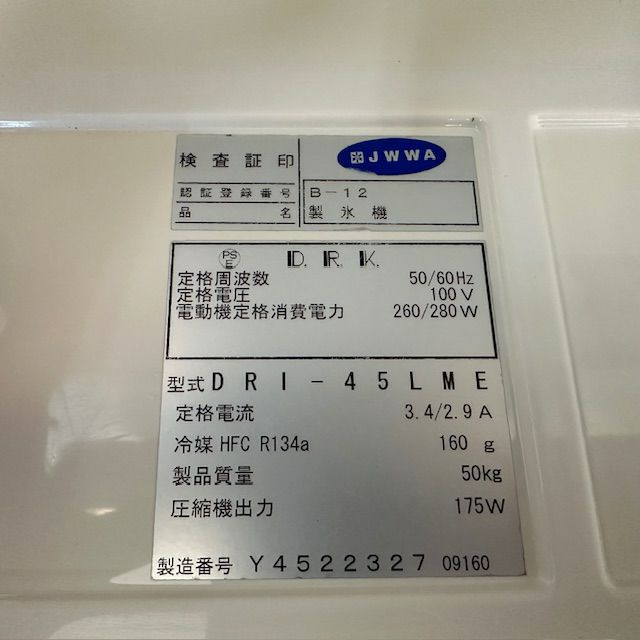 検査証印
JWWA
認証登録番号 B-12
品名 製氷機
PSE D.R.K.
定格周波数 50/60Hz
定格電圧 100V
電動機定格消費電力 260/280W
型式 DRI-45LME
定格電流 3.4/2.9A
冷媒 HFC R134a 160 g
製品質量 50kg
圧縮機出力 175W
製造番号 Y4522327 09160